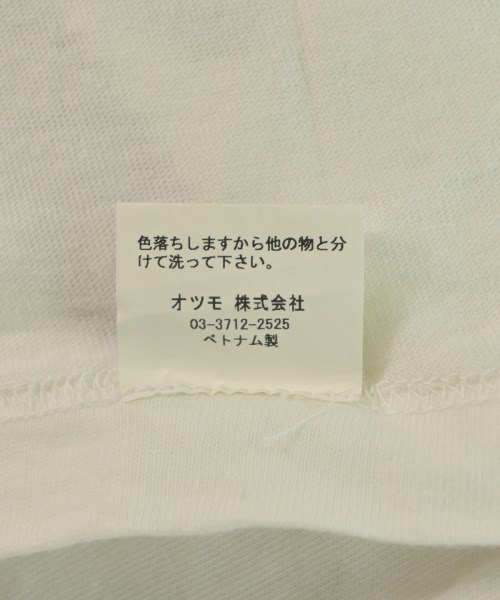 色落ちしますから他の物と分
けて洗って下さい。
オツモ 株式会社
03-3712-2525
ベトナム製